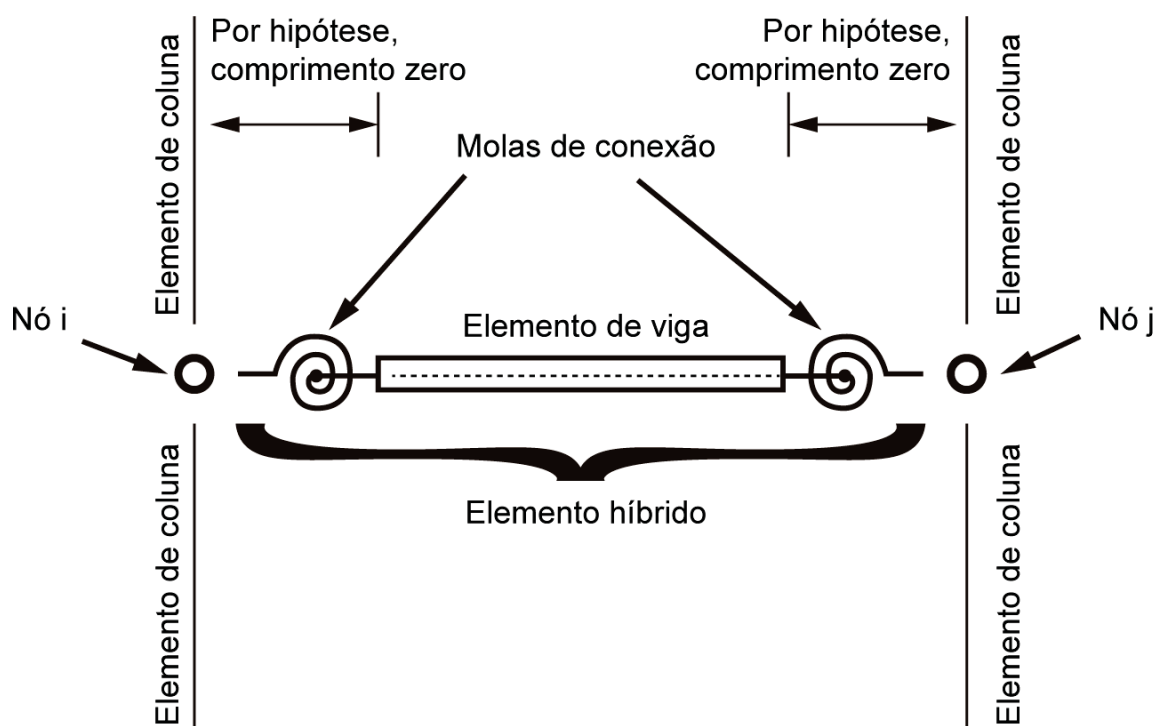 Elemento de coluna
Por hipótese,
comprimento zero
Por hipótese,
comprimento zero
Elemento de coluna
Molas de conexão
Nó i
Elemento de viga
Nó j
Elemento de coluna
Elemento híbrido
Elemento de coluna